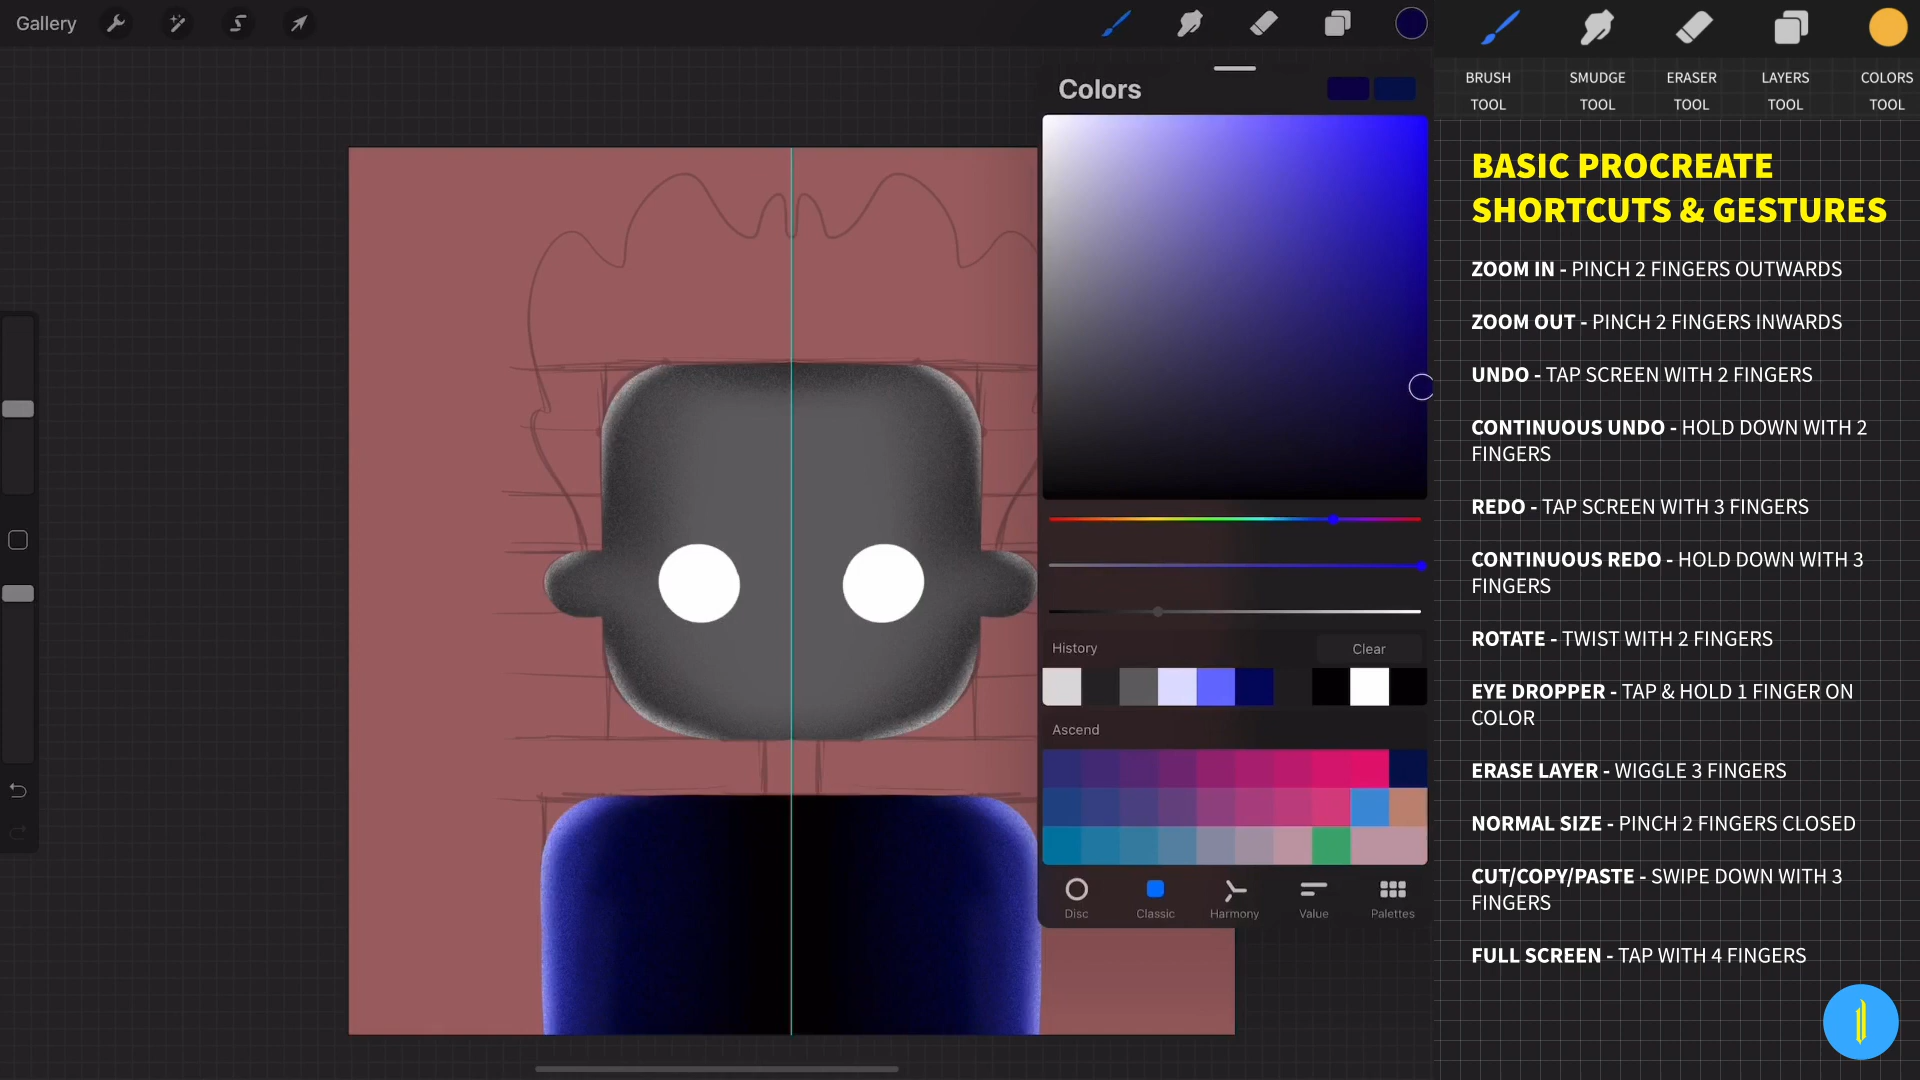 Gallery
Colors
History
Clear
Ascend
Disc
Classic
Harmony
Value
Palettes
BRUSH TOOL
SMUDGE TOOL
ERASER TOOL
LAYERS TOOL
COLORS TOOL
BASIC PROCREATE
SHORTCUTS & GESTURES
ZOOM IN - PINCH 2 FINGERS OUTWARDS
ZOOM OUT - PINCH 2 FINGERS INWARDS
UNDO - TAP SCREEN WITH 2 FINGERS
CONTINUOUS UNDO - HOLD DOWN WITH 2
FINGERS
REDO - TAP SCREEN WITH 3 FINGERS
CONTINUOUS REDO - HOLD DOWN WITH 3
FINGERS
ROTATE - TWIST WITH 2 FINGERS
EYE DROPPER - TAP & HOLD 1 FINGER ON
COLOR
ERASE LAYER - WIGGLE 3 FINGERS
NORMAL SIZE - PINCH 2 FINGERS CLOSED
CUT/COPY/PASTE - SWIPE DOWN WITH 3
FINGERS
FULL SCREEN - TAP WITH 4 FINGERS